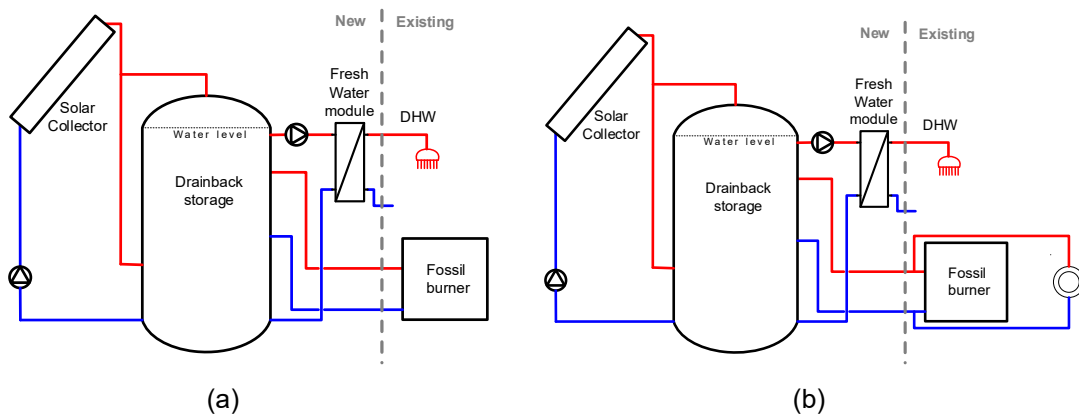 New Existing
Fresh
Water
module
Solar
Collector
DHW
Water level
Drainback
storage
Fossil
burner
(a)
New Existing
Fresh
Water
module
Solar
Collector
DHW
Water level
Drainback
storage
Fossil
burner
(b)